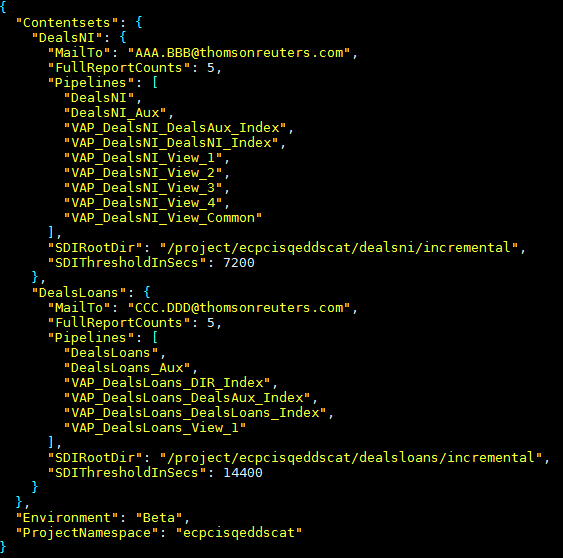 {
  "Contentsets": {
    "DealsNI": {
      "MailTo": "AAA.BBB@thomsonreuters.com",
      "FullReportCounts": 5,
      "Pipelines": [
        "DealsNI",
        "DealsNI_Aux",
        "VAP_DealsNI_DealsAux_Index",
        "VAP_DealsNI_DealsNI_Index",
        "VAP_DealsNI_View_1",
        "VAP_DealsNI_View_2",
        "VAP_DealsNI_View_3",
        "VAP_DealsNI_View_4",
        "VAP_DealsNI_View_Common"
      ],
      "SDIRootDir": "/project/ecpcisqeddscat/dealsni/incremental",
      "SDIThresholdInSecs": 7200
    },
    "DealsLoans": {
      "MailTo": "CCC.DDD@thomsonreuters.com",
      "FullReportCounts": 5,
      "Pipelines": [
        "DealsLoans",
        "DealsLoans_Aux",
        "VAP_DealsLoans_DIR_Index",
        "VAP_DealsLoans_DealsAux_Index",
        "VAP_DealsLoans_DealsLoans_Index",
        "VAP_DealsLoans_View_1"
      ],
      "SDIRootDir": "/project/ecpcisqeddscat/dealsloans/incremental",
      "SDIThresholdInSecs": 14400
    }
  },
  "Environment": "Beta",
  "ProjectNamespace": "ecpcisqeddscat"
}